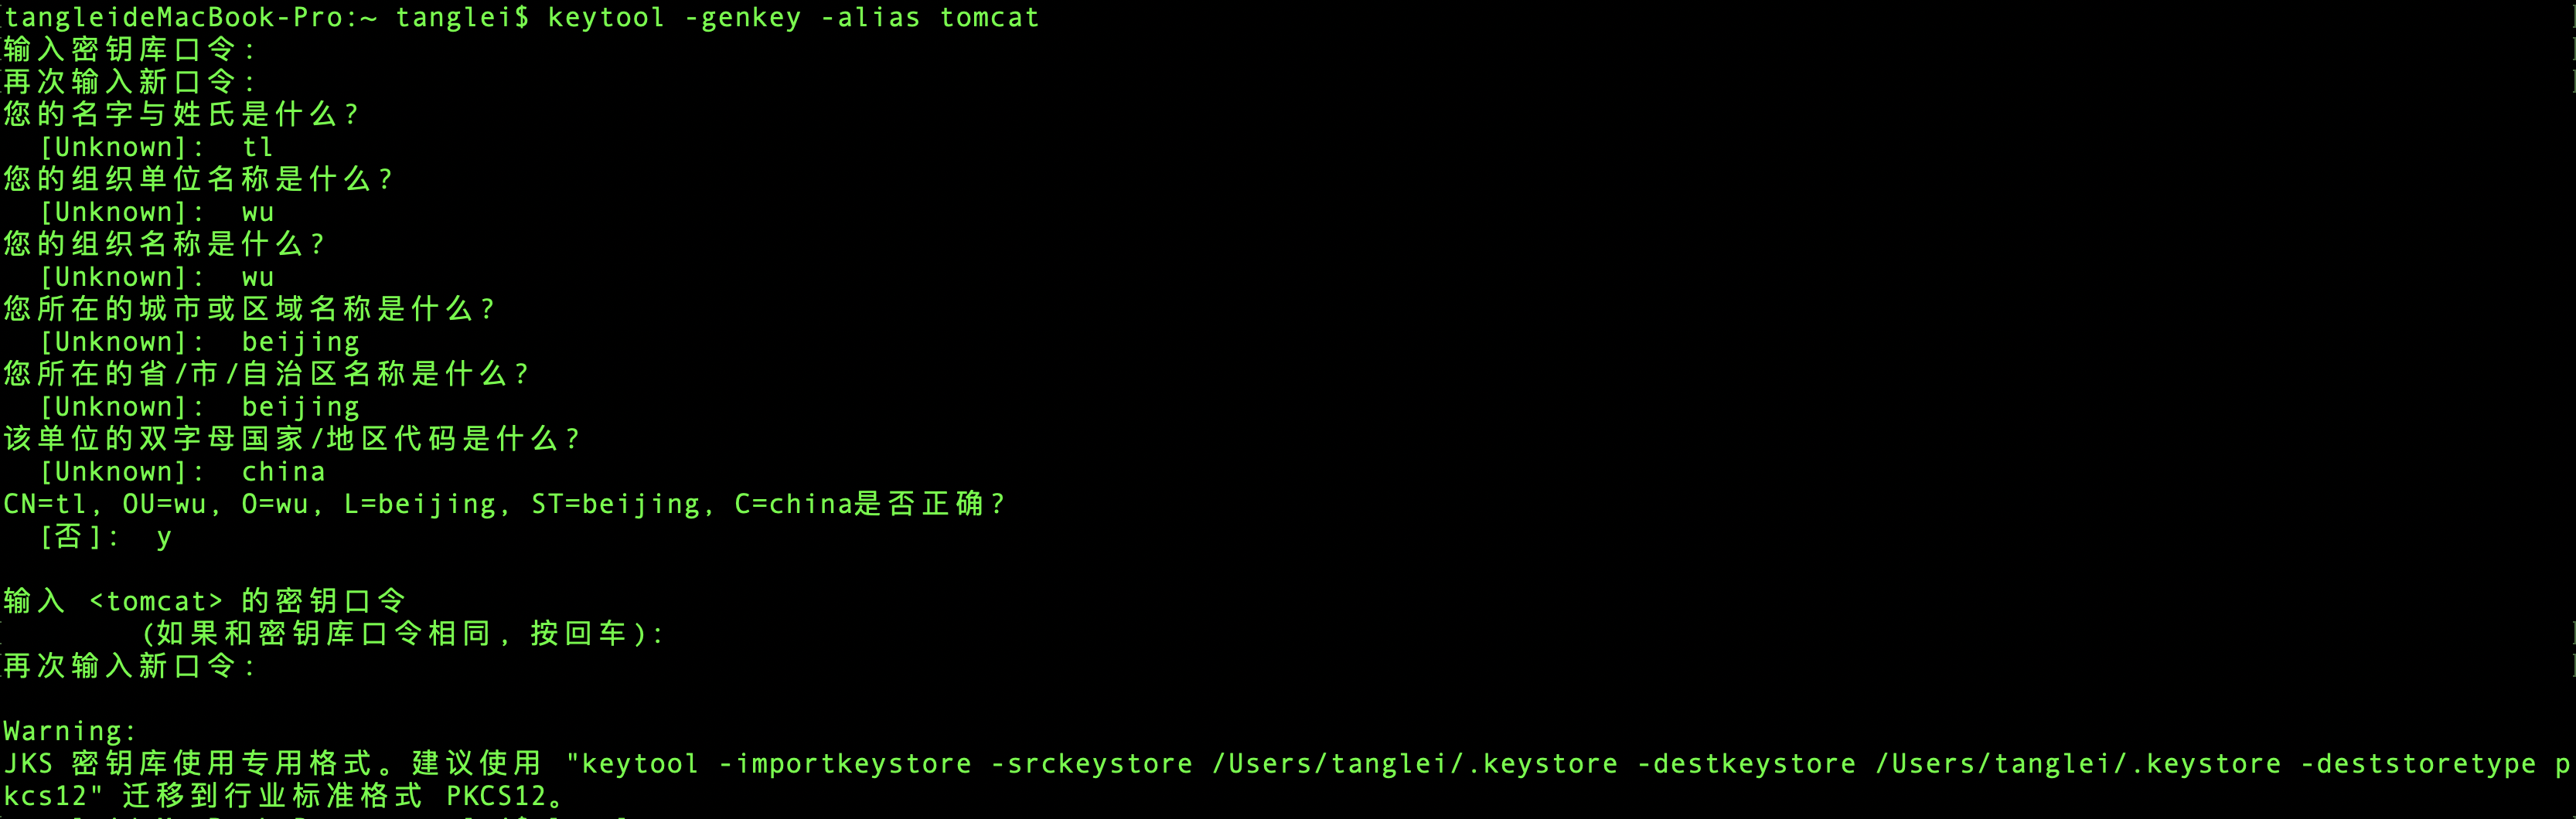 tangleideMacBook-Pro:~ tanglei$ keytool -genkey -alias tomcat
输入密钥库口令:
再次输入新口令:
您的名字与姓氏是什么?
  [Unknown]:  tl
您的组织单位名称是什么?
  [Unknown]:  wu
您的组织名称是什么?
  [Unknown]:  wu
您所在的城市或区域名称是什么?
  [Unknown]:  beijing
您所在的省/市/自治区名称是什么?
  [Unknown]:  beijing
该单位的双字母国家/地区代码是什么?
  [Unknown]:  china
CN=tl, OU=wu, O=wu, L=beijing, ST=beijing, C=china是否正确?
  [否]:  y
输入 <tomcat> 的密钥口令
        (如果和密钥库口令相同, 按回车):
再次输入新口令:
Warning:
JKS 密钥库使用专用格式。建议使用 "keytool -importkeystore -srckeystore /Users/tanglei/.keystore -destkeystore /Users/tanglei/.keystore -deststoretype p
kcs12" 迁移到行业标准格式 PKCS12。